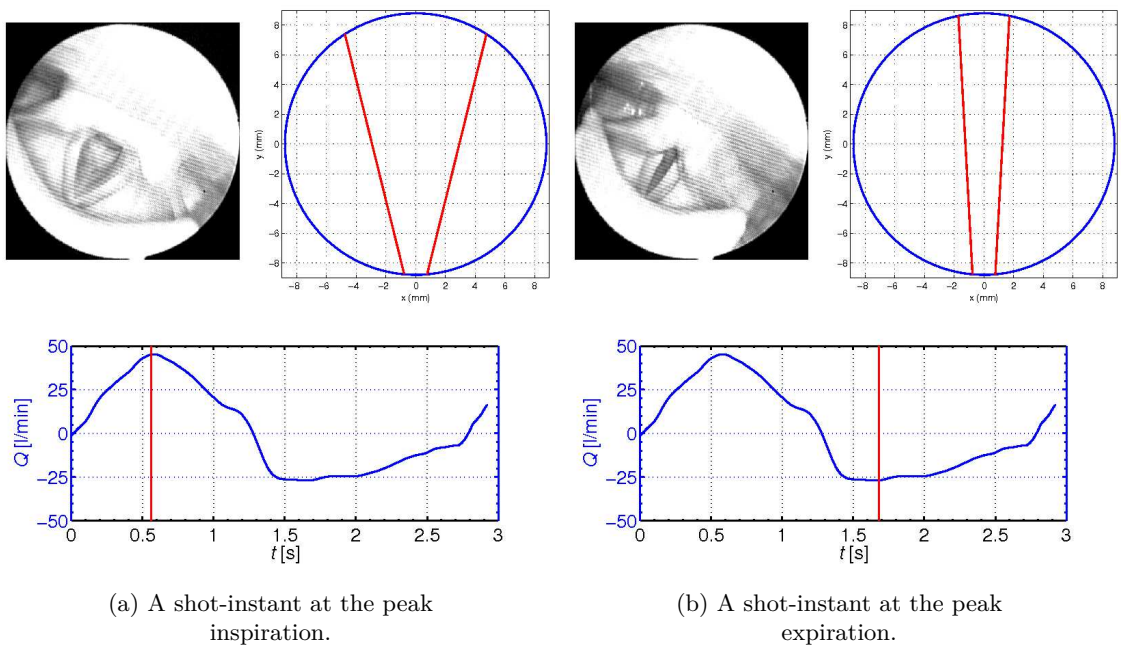 8
6
4
2
0
−2
−4
−6
−8
y (mm)
−8 −6 −4 −2 0 2 4 6 8
x (mm)
8
6
4
2
0
−2
−4
−6
−8
y (mm)
−8 −6 −4 −2 0 2 4 6 8
x (mm)
50
25
0
−25
−50
Q [l/min]
0 0.5 1 1.5 2 2.5 3
t [s]
50
25
0
−25
−50
Q [l/min]
0 0.5 1 1.5 2 2.5 3
t [s]
(a) A shot-instant at the peak
inspiration.
(b) A shot-instant at the peak
expiration.